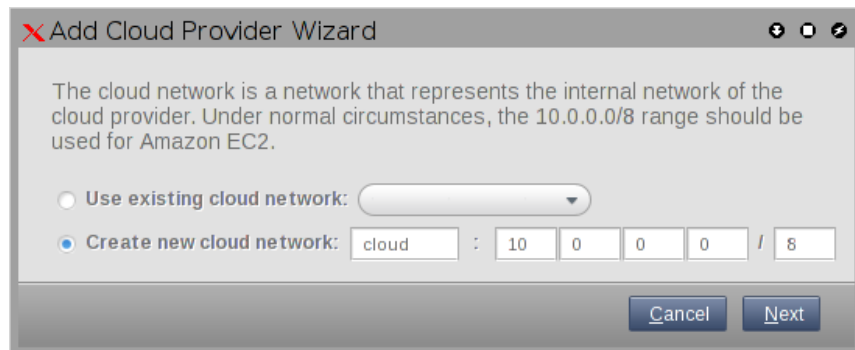 Add Cloud Provider Wizard
The cloud network is a network that represents the internal network of the
cloud provider. Under normal circumstances, the 10.0.0.0/8 range should be
used for Amazon EC2.
Use existing cloud network:
Create new cloud network: cloud : 10 0 0 0 / 8
Cancel Next